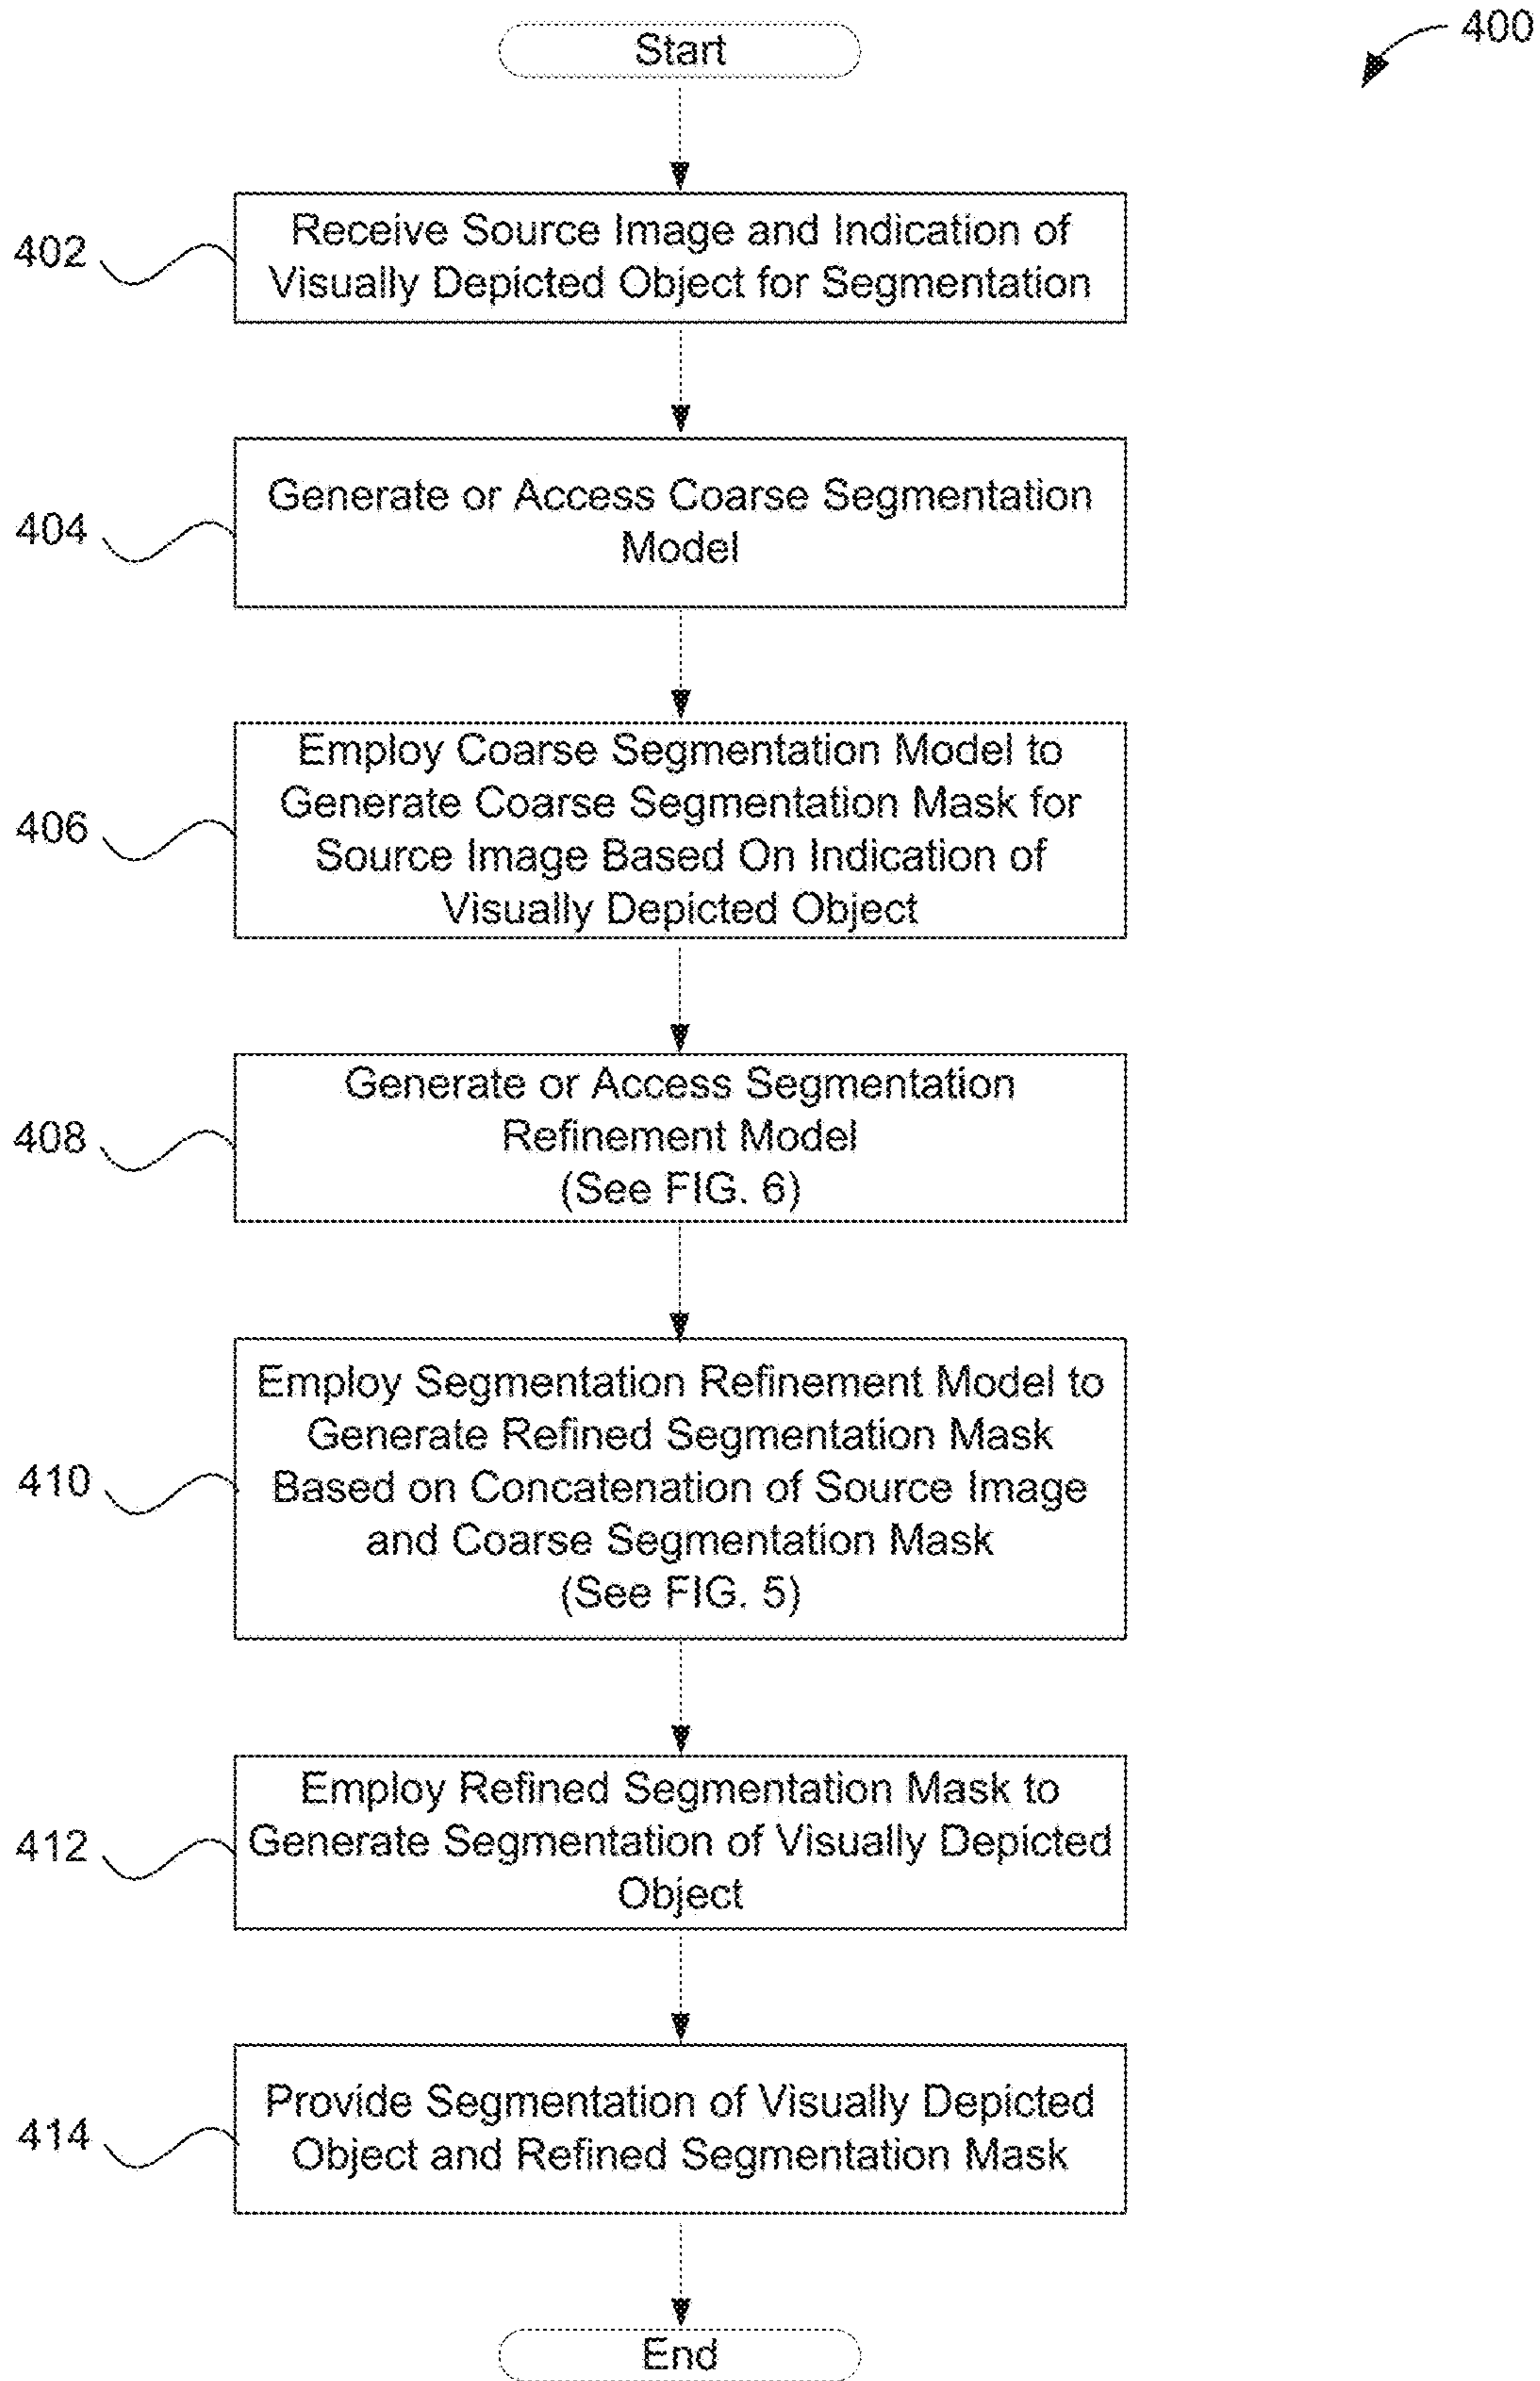 400
Start
402
Receive Source Image and Indication of
Visually Depicted Object for Segmentation
404
Generate or Access Coarse Segmentation
Model
406
Employ Coarse Segmentation Model to
Generate Coarse Segmentation Mask for
Source Image Based On Indication of
Visually Depicted Object
408
Generate or Access Segmentation
Refinement Model
(See FIG. 6)
410
Employ Segmentation Refinement Model to
Generate Refined Segmentation Mask
Based on Concatenation of Source Image
and Coarse Segmentation Mask
(See FIG. 5)
412
Employ Refined Segmentation Mask to
Generate Segmentation of Visually Depicted
Object
414
Provide Segmentation of Visually Depicted
Object and Refined Segmentation Mask
End